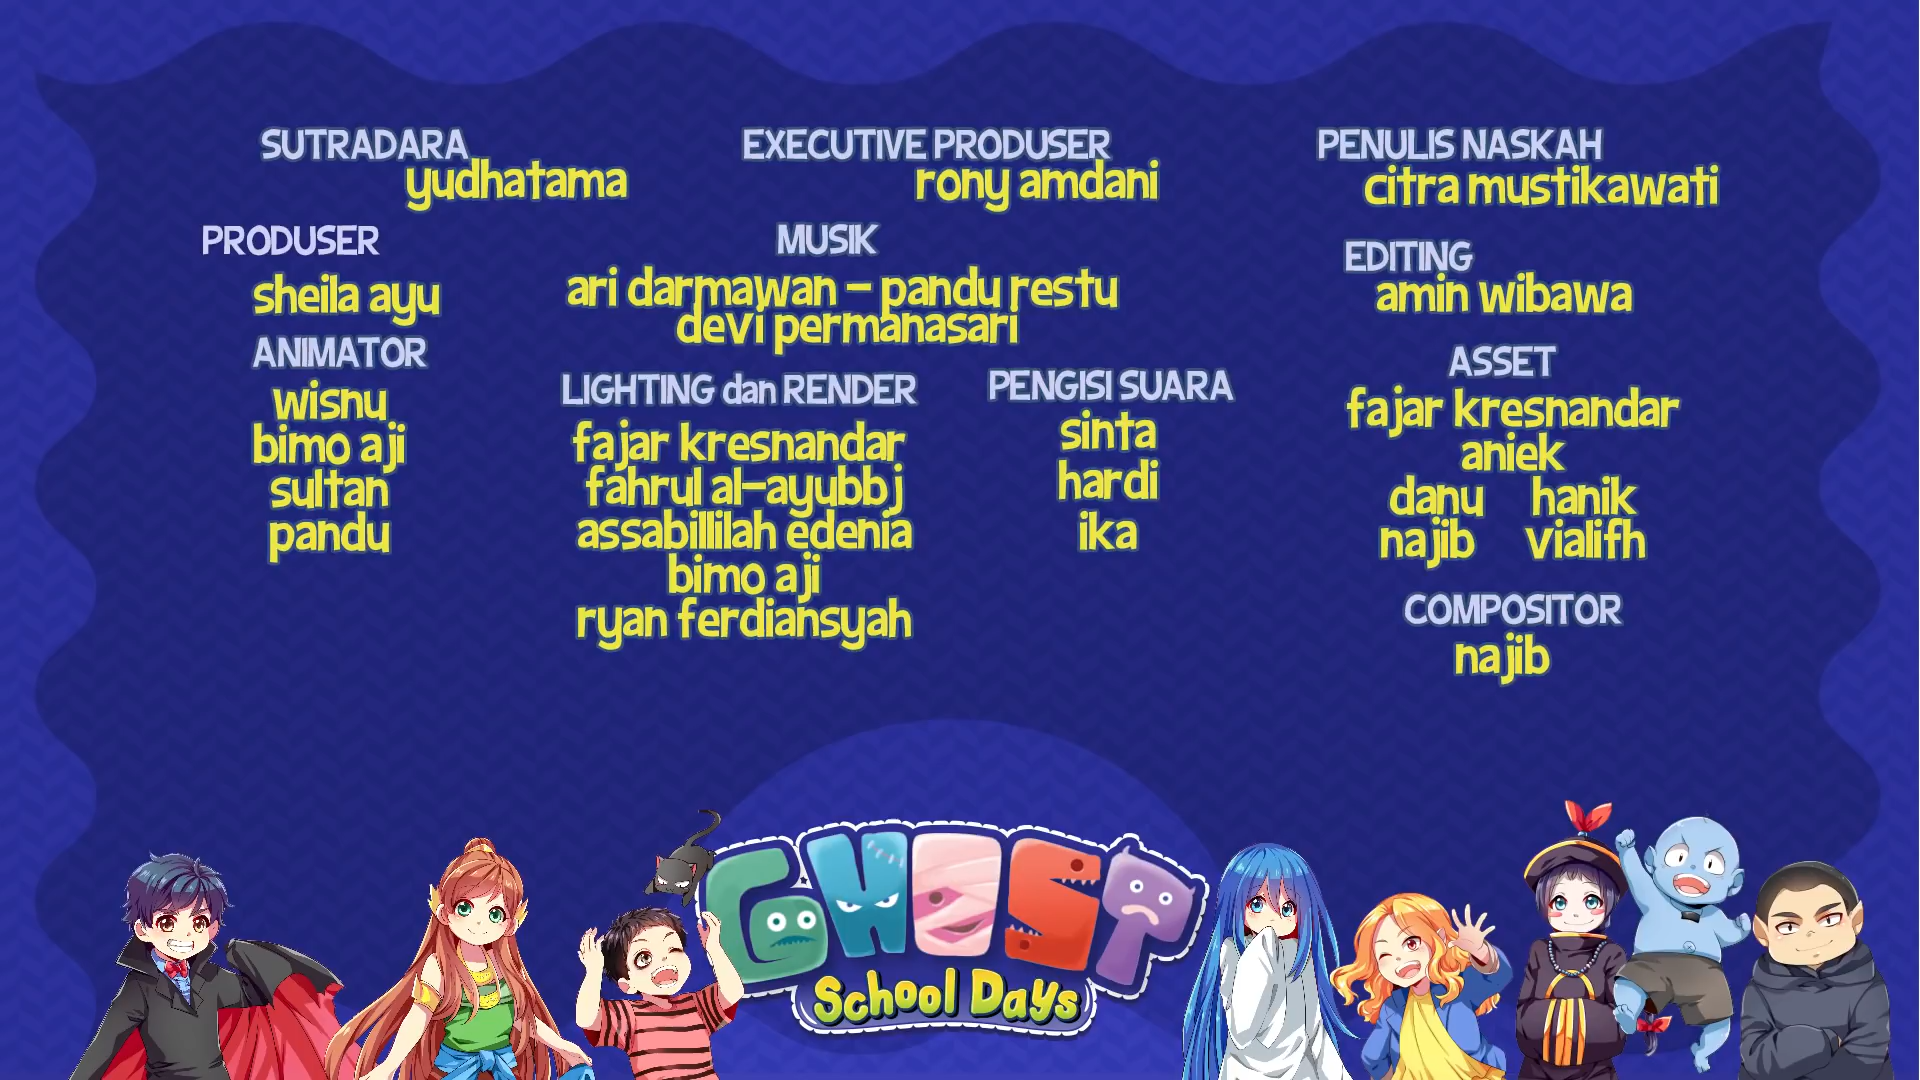 SUTRADARA
yudhatama
EXECUTIVE PRODUSER
rony amdani
PENULIS NASKAH
citra mustikawati
PRODUSER
sheila ayu
MUSIK
ari darmawan - pandu restu
devi permanasari
EDITING
amin wibawa
ANIMATOR
wisnu
bimo aji
sultan
pandu
LIGHTING dan RENDER
fajar kresnandar
fahrul al-ayubbj
assabillilah edenia
bimo aji
ryan ferdiansyah
PENGISI SUARA
sinta
hardi
ika
ASSET
fajar kresnandar
aniek
danu hanik
najib vialifh
COMPOSITOR
najib
GHOST
School Days